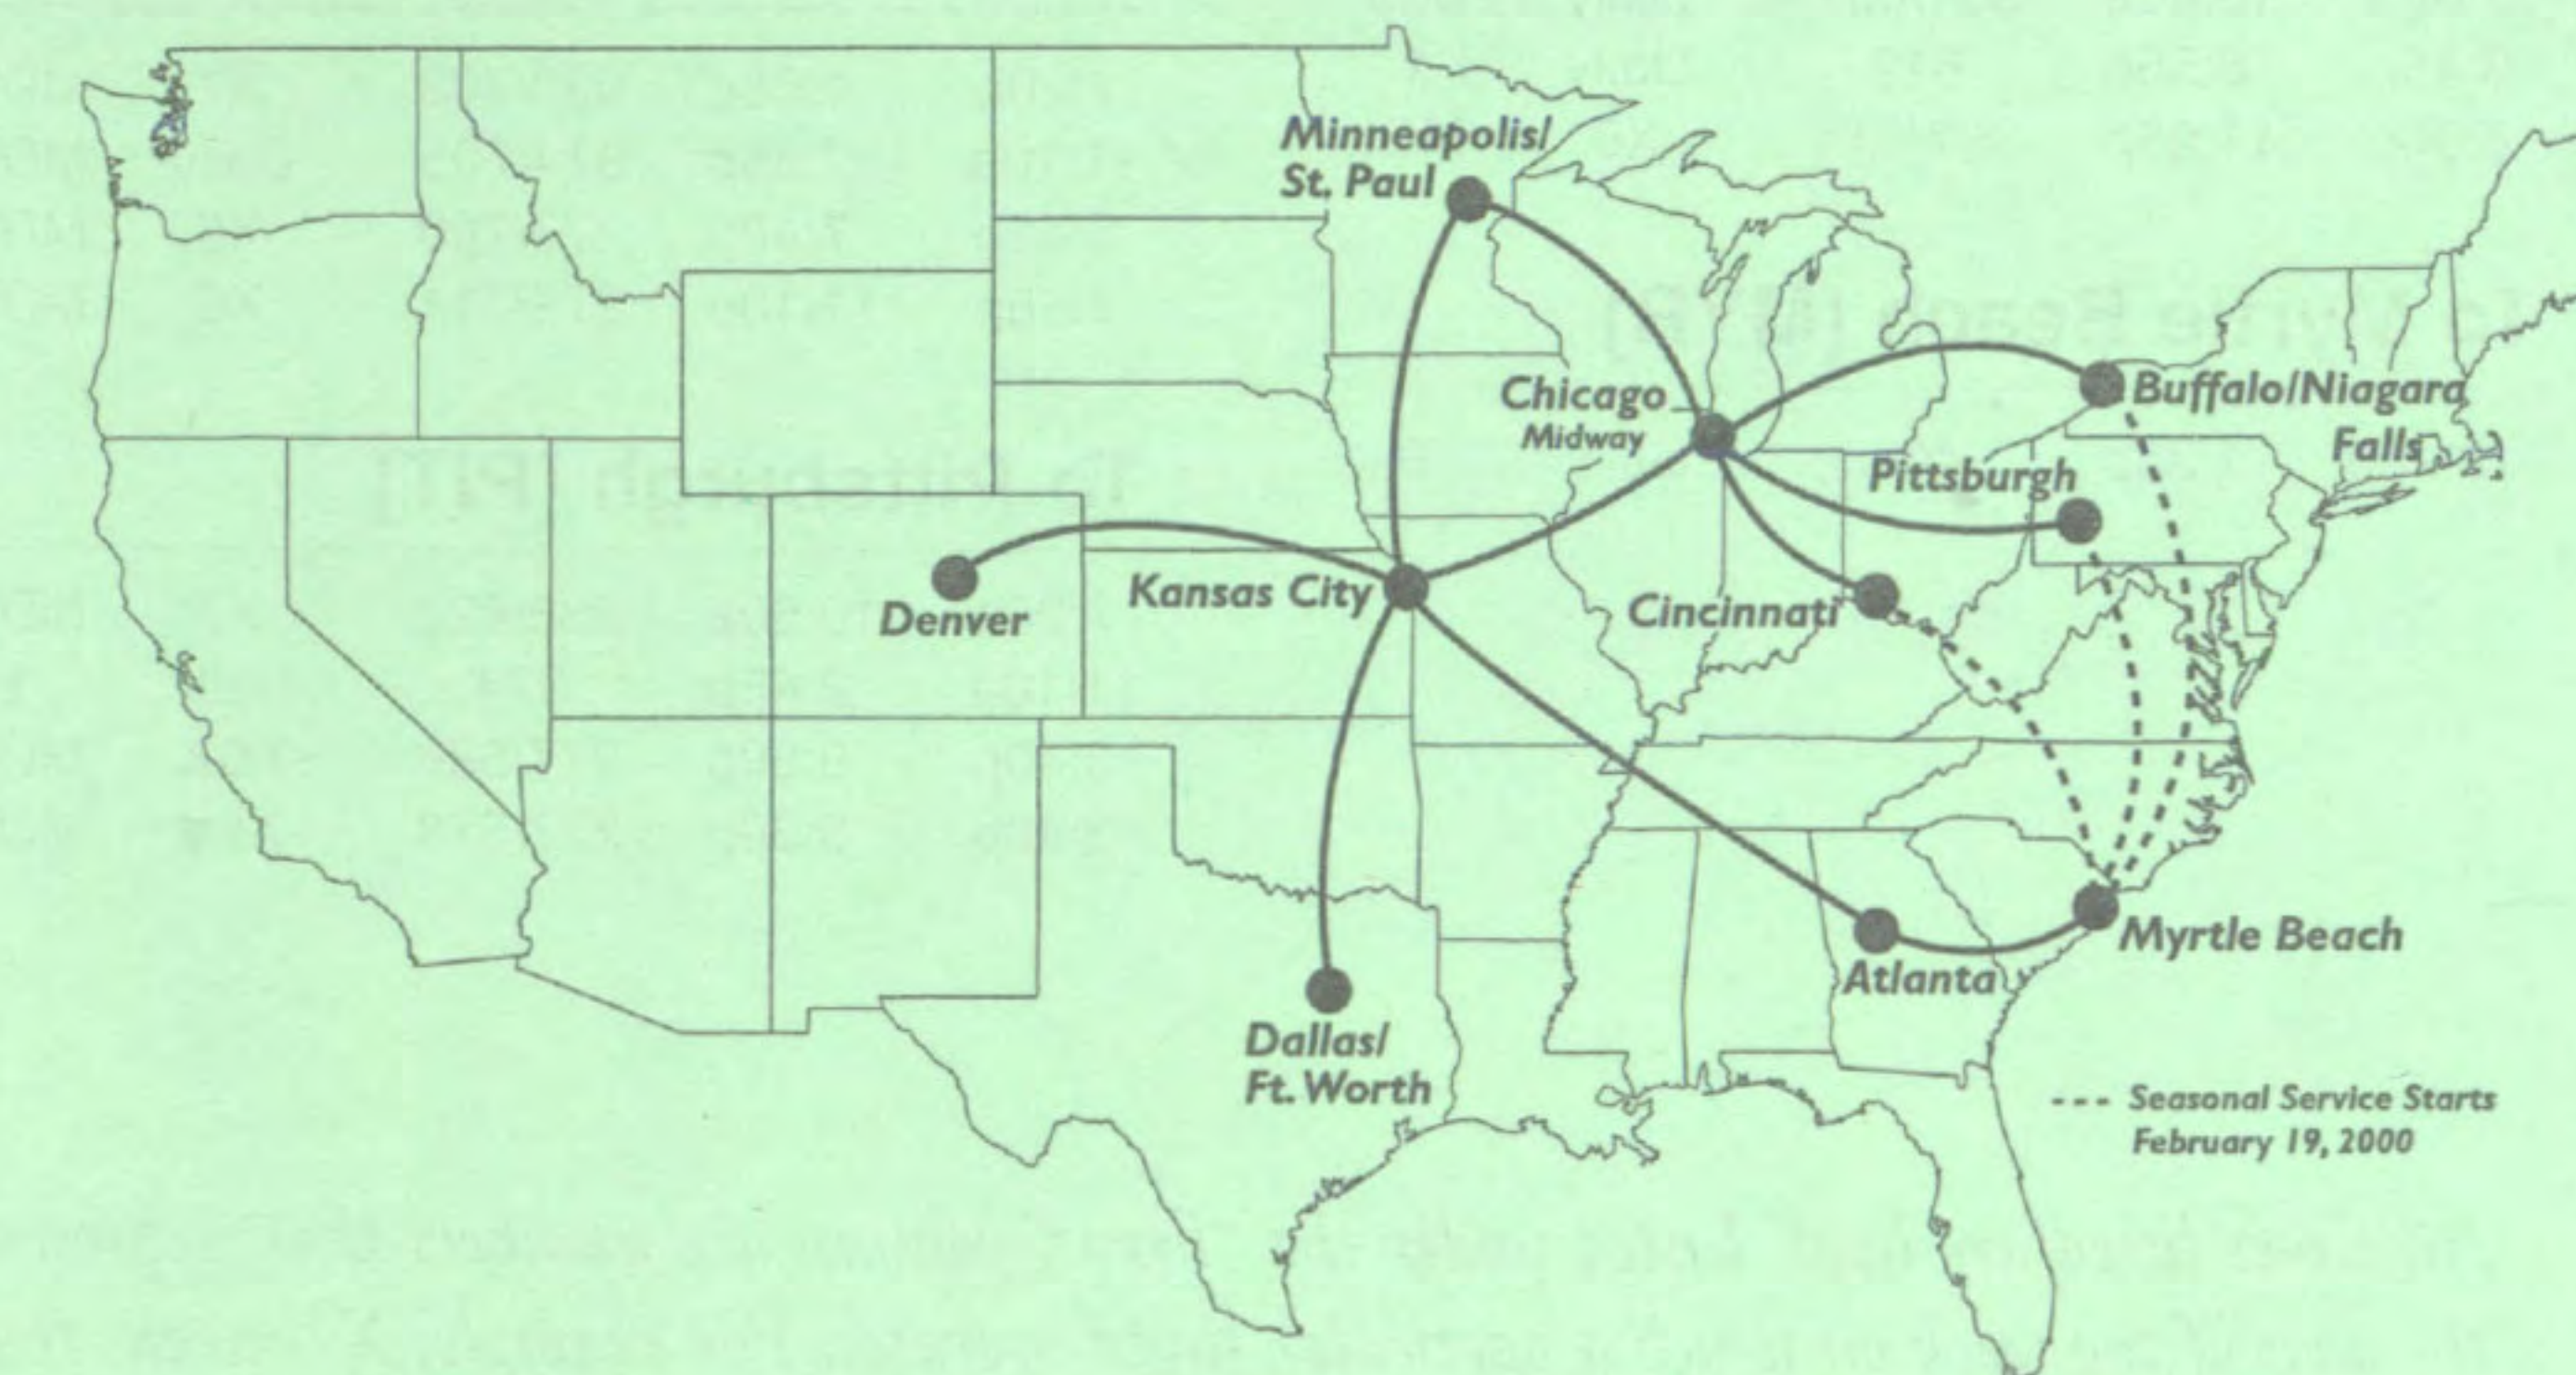 Minneapolis/
St. Paul
Chicago
Midway
Buffalo/Niagara
Falls
Pittsburgh
Denver
Kansas City
Cincinnati
Myrtle Beach
Atlanta
Dallas/
Ft. Worth
--- Seasonal Service Starts
February 19, 2000